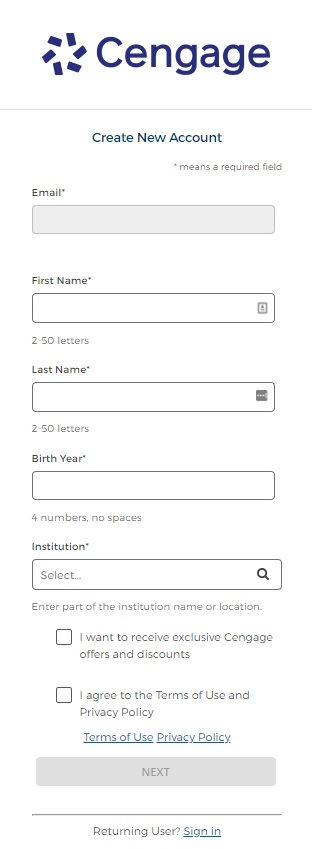 Cengage
Create New Account
* means a required field
Email*
First Name*
2-50 letters
Last Name*
2-50 letters
Birth Year*
4 numbers, no spaces
Institution*
Select...
Enter part of the institution name or location.
I want to receive exclusive Cengage
offers and discounts
I agree to the Terms of Use and
Privacy Policy
Terms of Use Privacy Policy
NEXT
Returning User? Sign in